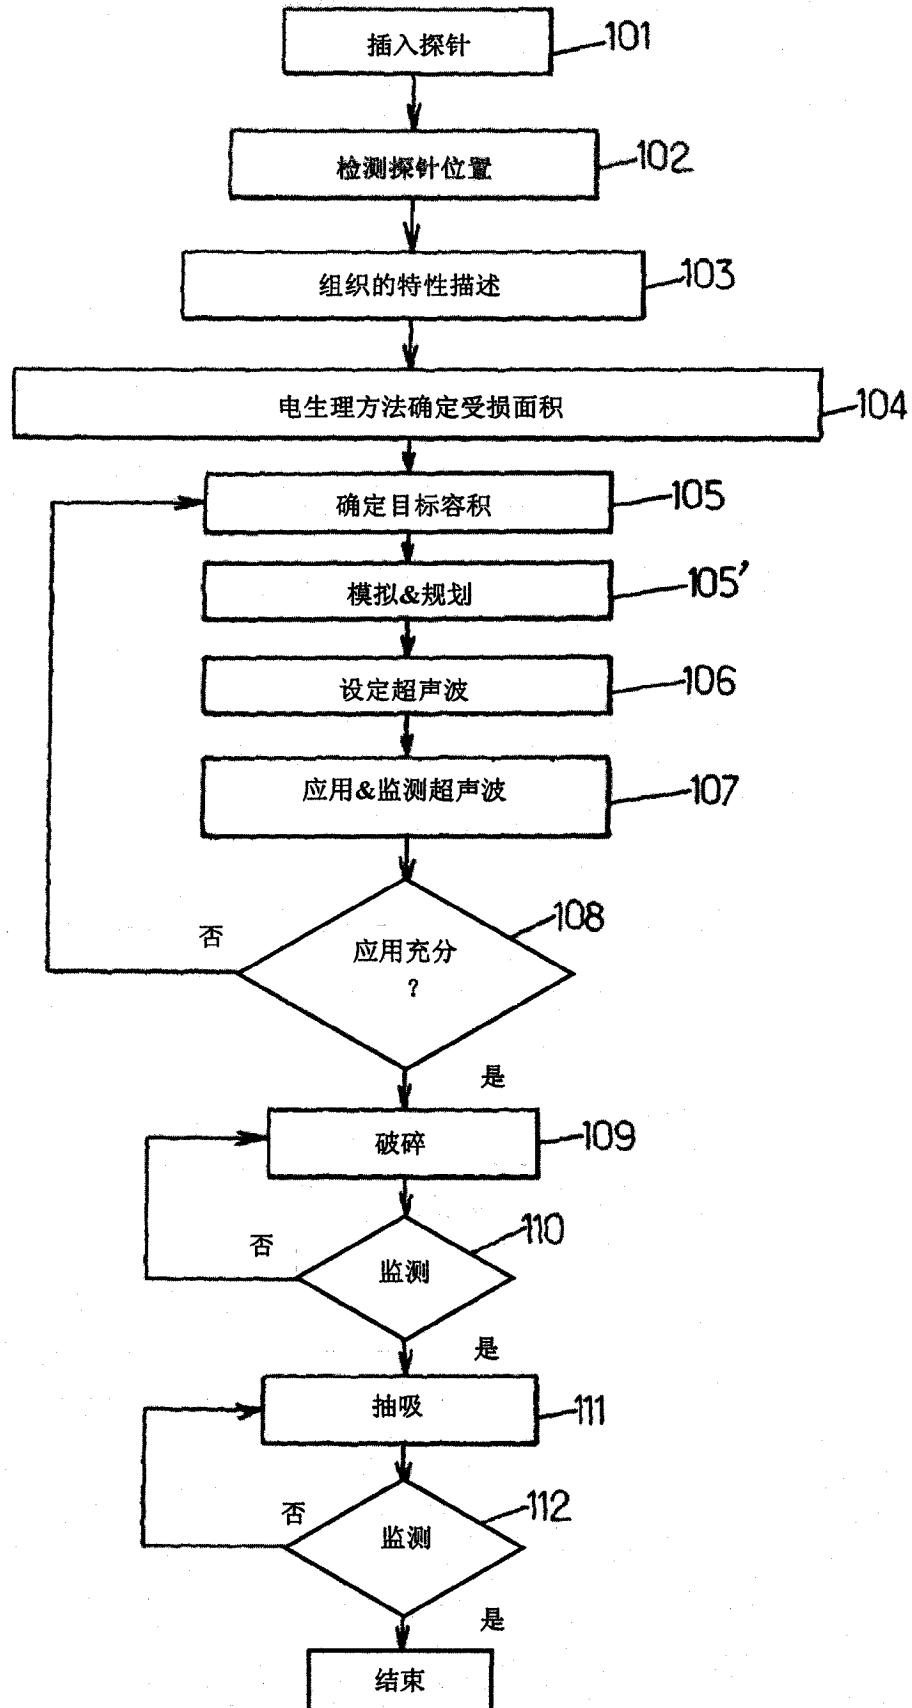 插入探针
101
检测探针位置
102
组织的特性描述
103
电生理方法确定受损面积
104
确定目标容积
105
模拟&规划
105’
设定超声波
106
应用&监测超声波
107
108
否
应用充分
?
是
破碎
109
110
否
监测
是
抽吸
111
112
否
监测
是
结束